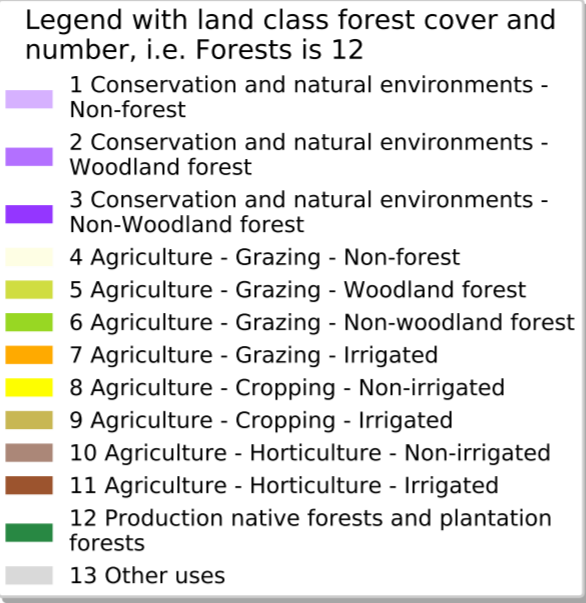 Legend with land class forest cover and
number, i.e. Forests is 12
1 Conservation and natural environments -
Non-forest
2 Conservation and natural environments -
Woodland forest
3 Conservation and natural environments -
Non-Woodland forest
4 Agriculture - Grazing - Non-forest
5 Agriculture - Grazing - Woodland forest
6 Agriculture - Grazing - Non-woodland forest
7 Agriculture - Grazing - Irrigated
8 Agriculture - Cropping - Non-irrigated
9 Agriculture - Cropping - Irrigated
10 Agriculture - Horticulture - Non-irrigated
11 Agriculture - Horticulture - Irrigated
12 Production native forests and plantation
forests
13 Other uses